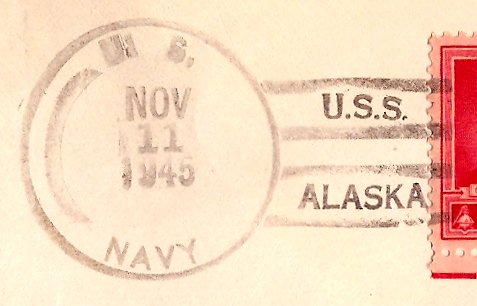 U. S.
NOV
11
1945
NAVY
U.S.S.
ALASKA